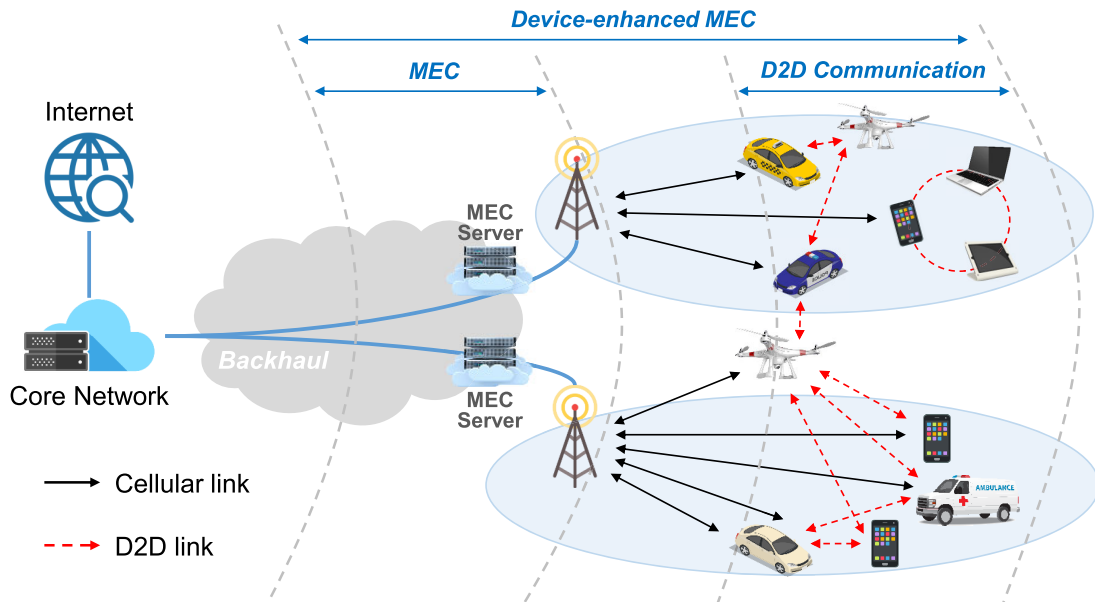 Device-enhanced MEC
MEC
D2D Communication
Internet
MEC
Server
Backhaul
Core Network
MEC
Server
POLICE
AMBULANCE
Cellular link
D2D link